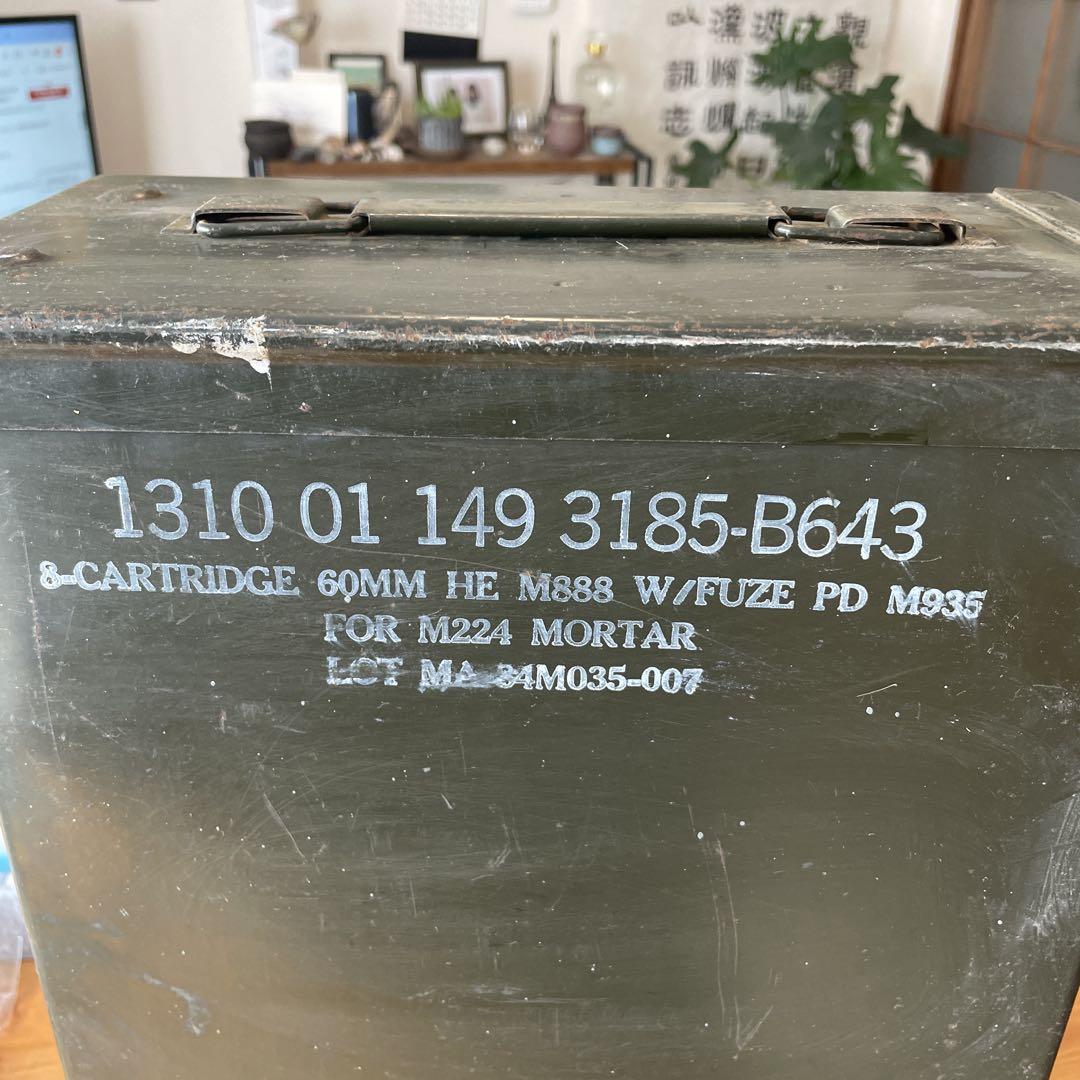 1310 01 149 3185-B643
8-CARTRIDGE 60MM HE M888 W/FUZE PD M935
FOR M224 MORTAR
LOT MA-84M035-007